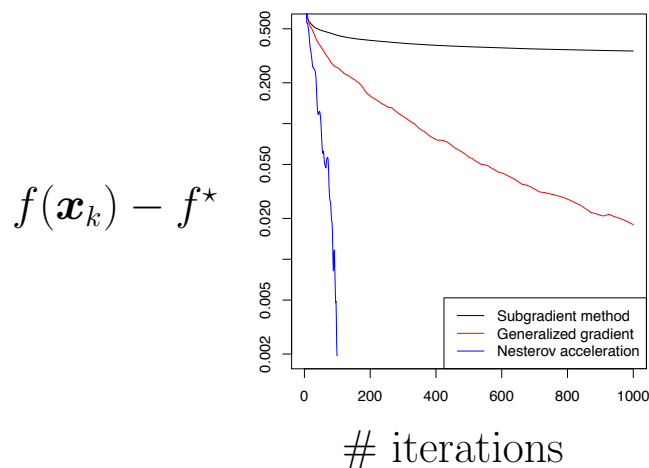 0.500
0.200
0.050
0.020
0.005
0.002
f(𝒙ₖ) − f⋆
Subgradient method
Generalized gradient
Nesterov acceleration
0 200 400 600 800 1000
# iterations